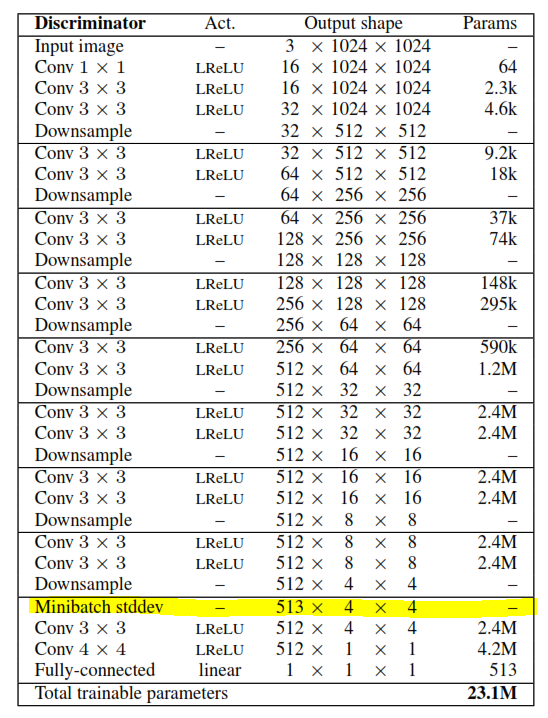 Discriminator Act. Output shape Params
Input image – 3 × 1024 × 1024 –
Conv 1 × 1 LReLU 16 × 1024 × 1024 64
Conv 3 × 3 LReLU 16 × 1024 × 1024 2.3k
Conv 3 × 3 LReLU 32 × 1024 × 1024 4.6k
Downsample – 32 × 512 × 512 –
Conv 3 × 3 LReLU 32 × 512 × 512 9.2k
Conv 3 × 3 LReLU 64 × 512 × 512 18k
Downsample – 64 × 256 × 256 –
Conv 3 × 3 LReLU 64 × 256 × 256 37k
Conv 3 × 3 LReLU 128 × 256 × 256 74k
Downsample – 128 × 128 × 128 –
Conv 3 × 3 LReLU 128 × 128 × 128 148k
Conv 3 × 3 LReLU 256 × 128 × 128 295k
Downsample – 256 × 64 × 64 –
Conv 3 × 3 LReLU 256 × 64 × 64 590k
Conv 3 × 3 LReLU 512 × 64 × 64 1.2M
Downsample – 512 × 32 × 32 –
Conv 3 × 3 LReLU 512 × 32 × 32 2.4M
Conv 3 × 3 LReLU 512 × 32 × 32 2.4M
Downsample – 512 × 16 × 16 –
Conv 3 × 3 LReLU 512 × 16 × 16 2.4M
Conv 3 × 3 LReLU 512 × 16 × 16 2.4M
Downsample – 512 × 8 × 8 –
Conv 3 × 3 LReLU 512 × 8 × 8 2.4M
Conv 3 × 3 LReLU 512 × 8 × 8 2.4M
Downsample – 512 × 4 × 4 –
Minibatch stddev – 513 × 4 × 4 –
Conv 3 × 3 LReLU 512 × 4 × 4 2.4M
Conv 4 × 4 LReLU 512 × 1 × 1 4.2M
Fully-connected linear 1 × 1 × 1 513
Total trainable parameters 23.1M